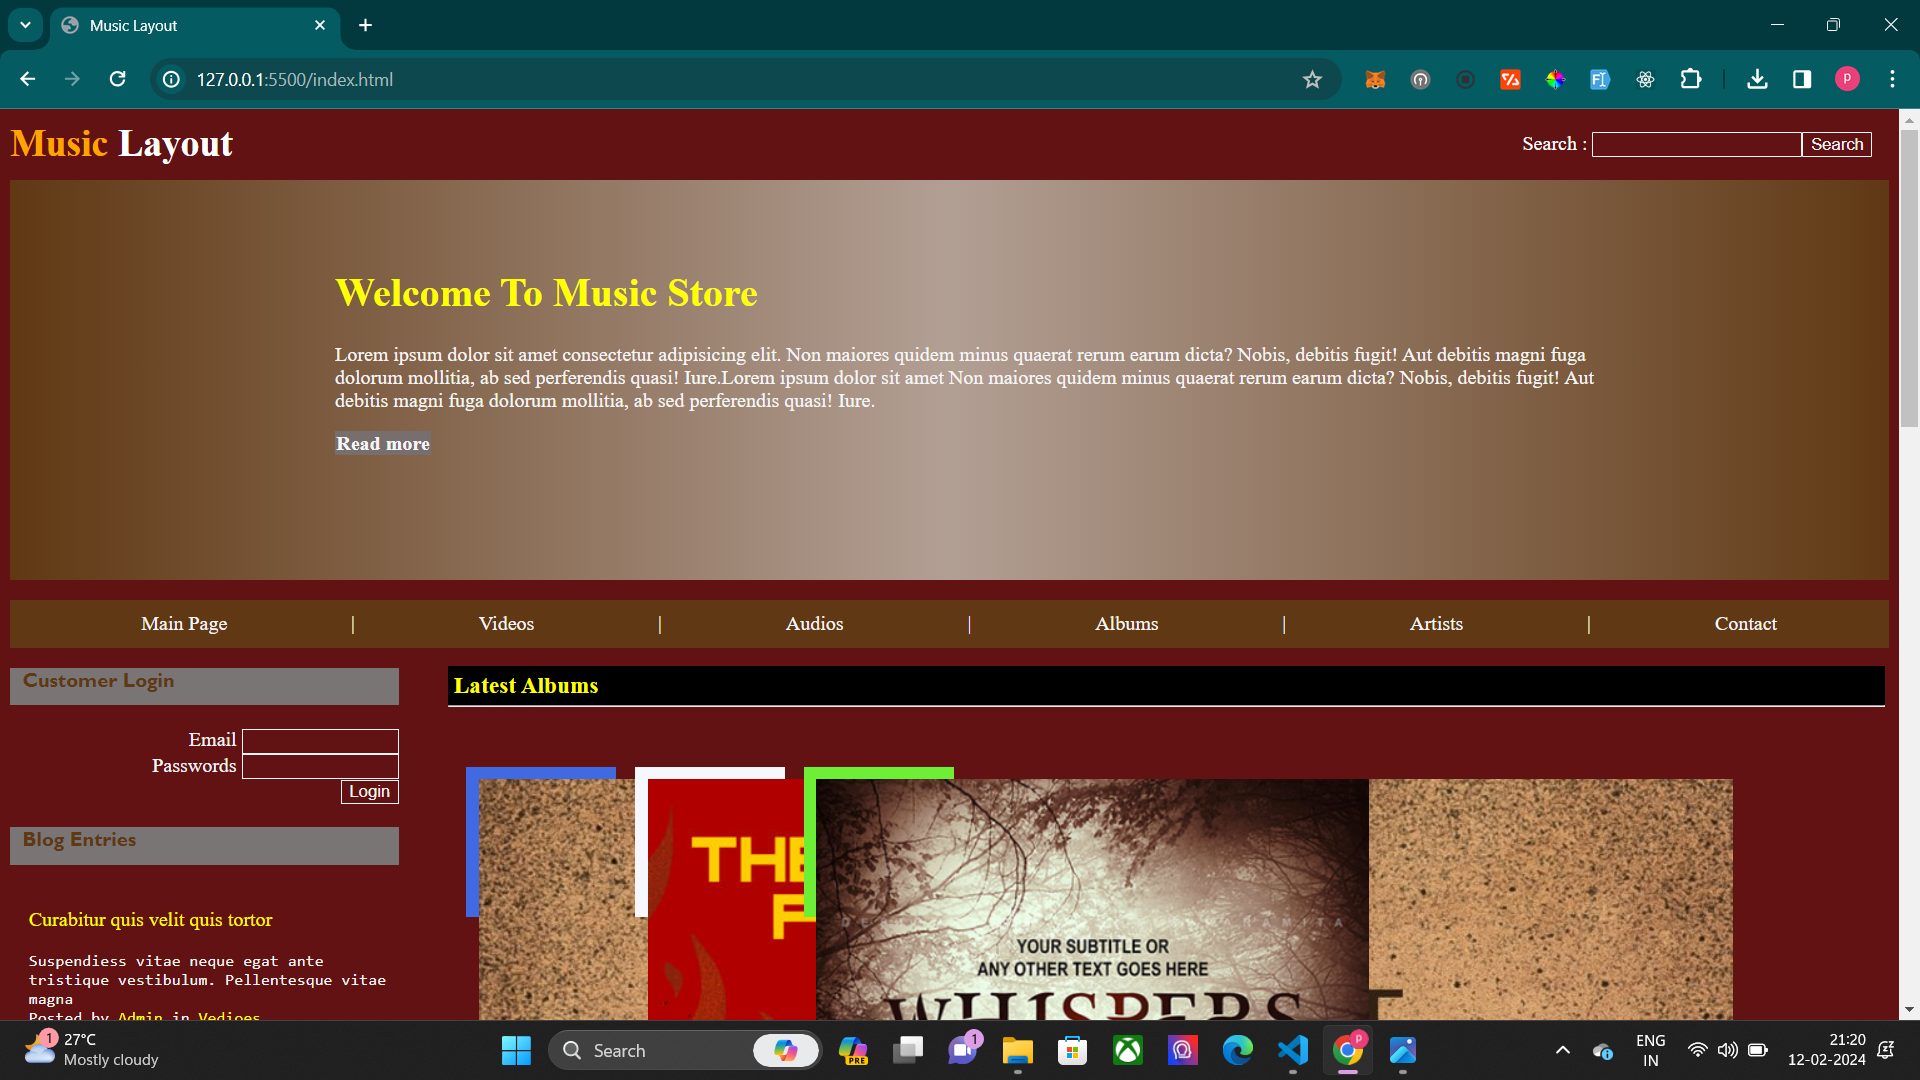 Music Layout
127.0.0.1:5500/index.html
P
Music Layout
Search :
Search
Welcome To Music Store
Lorem ipsum dolor sit amet consectetur adipisicing elit. Non maiores quidem minus quaerat rerum earum dicta? Nobis, debitis fugit! Aut debitis magni fuga
dolorum mollitia, ab sed perferendis quasi! Iure.Lorem ipsum dolor sit amet Non maiores quidem minus quaerat rerum earum dicta? Nobis, debitis fugit! Aut
debitis magni fuga dolorum mollitia, ab sed perferendis quasi! Iure.
Read more
Main Page | Videos | Audios | Albums | Artists | Contact
Customer Login
Email
Passwords
Login
Blog Entries
Curabitur quis velit quis tortor
Suspendiess vitae neque egat ante
tristique vestibulum. Pellentesque vitae
magna
Posted by Admin in Vedioes
Latest Albums
THE
F
YOUR SUBTITLE OR
ANY OTHER TEXT GOES HERE
WHISPERS
1
27°C
Mostly cloudy
Search
PRE
1
P
ENG
IN
21:20
12-02-2024